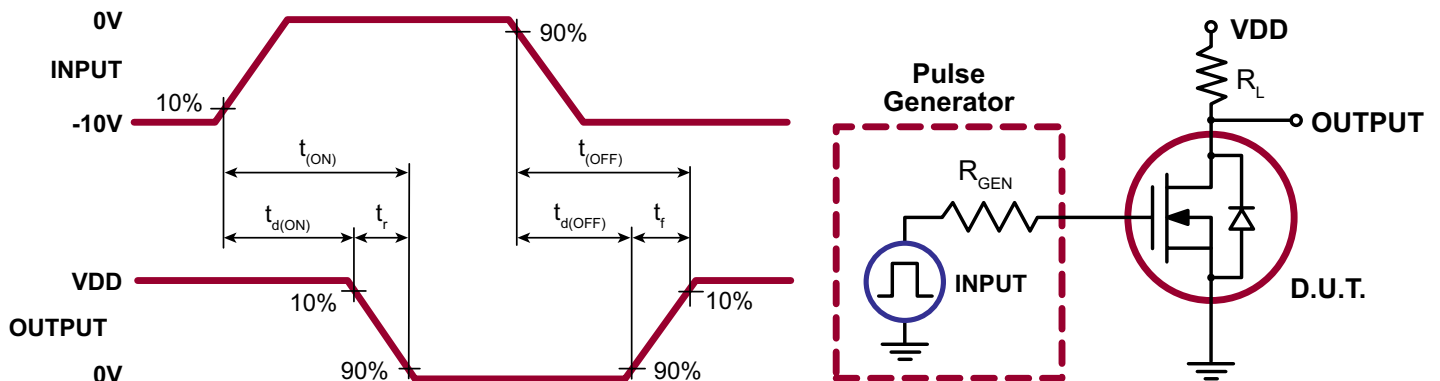 0V
INPUT
-10V
10%
90%
t(ON)
t(OFF)
td(ON)
tr
td(OFF)
tf
VDD
OUTPUT
0V
10%
90%
10%
90%
Pulse
Generator
RGEN
INPUT
VDD
RL
OUTPUT
D.U.T.